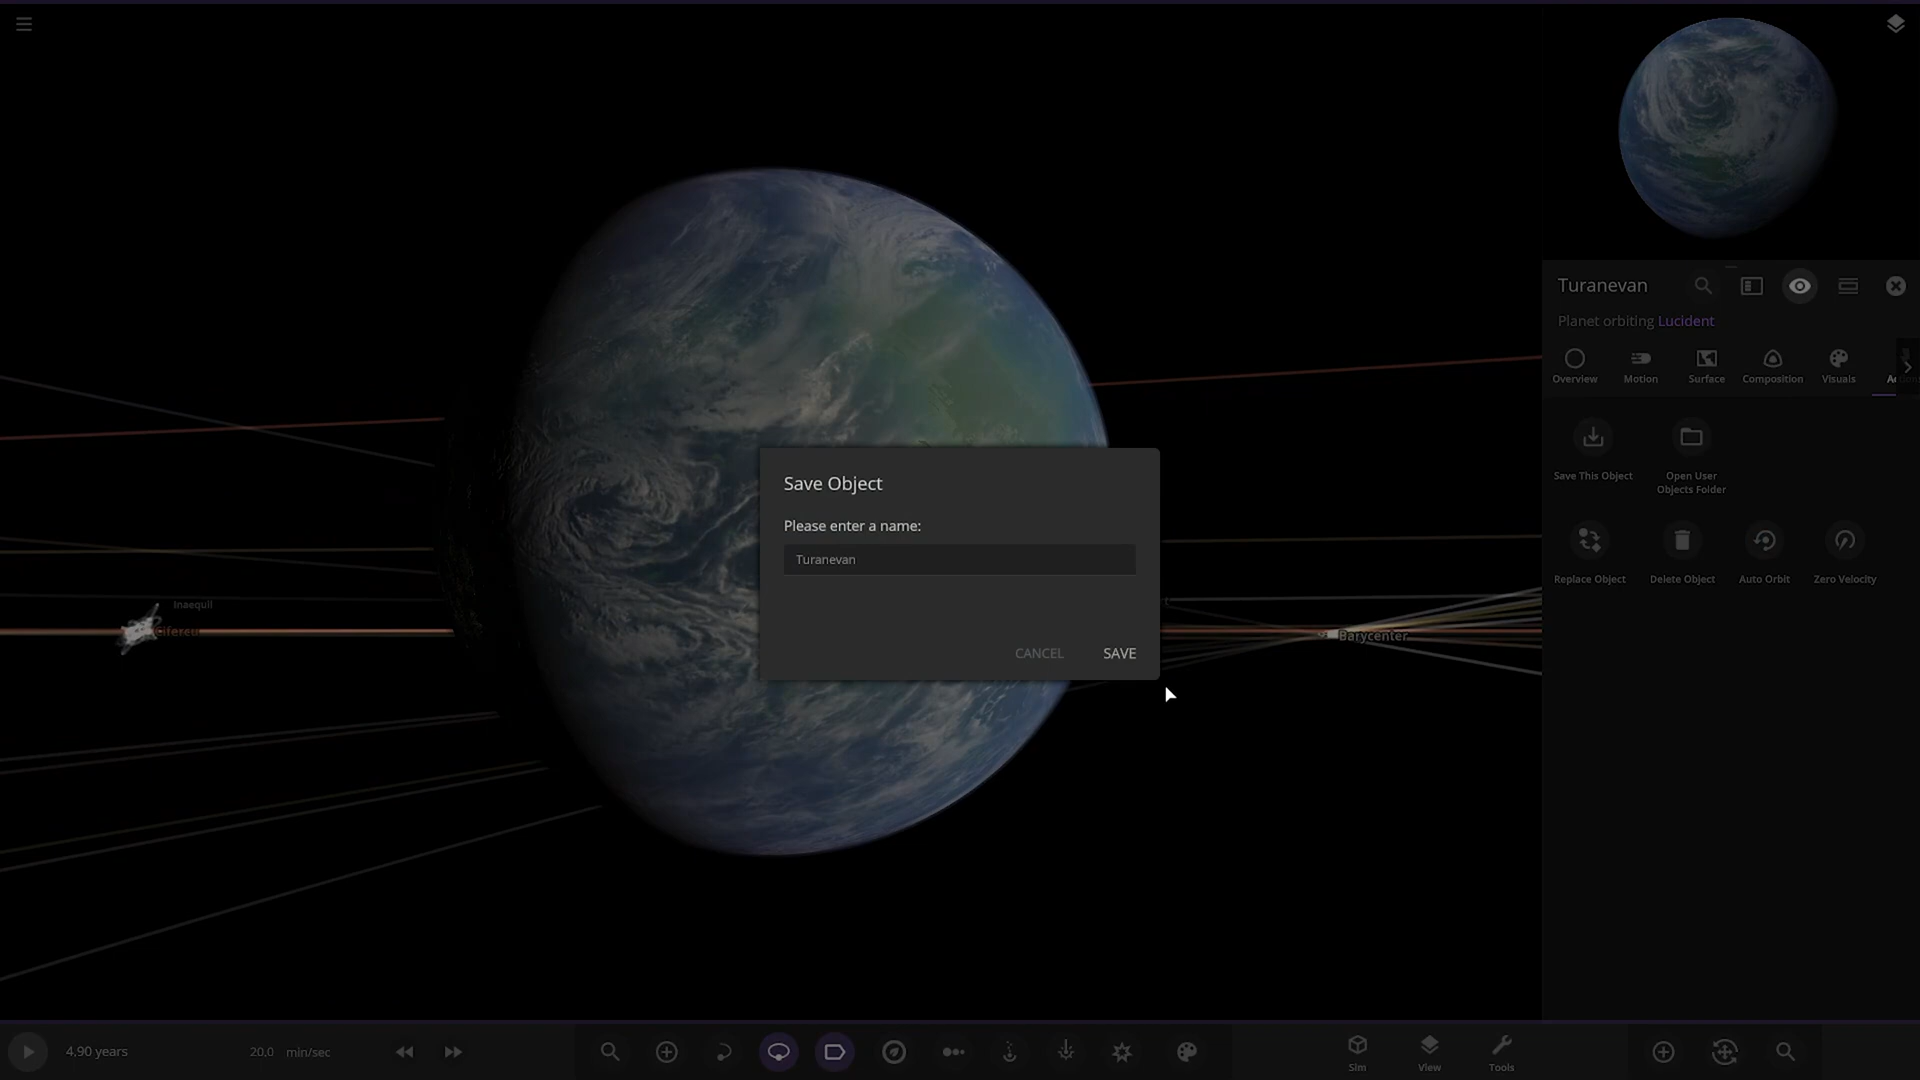 Turanevan
Planet orbiting Lucident
Overview
Motion
Surface
Composition
Visuals
Save This Object
Open User
Objects Folder
Replace Object
Delete Object
Auto Orbit
Zero Velocity
Save Object
Please enter a name:
Turanevan
CANCEL
SAVE
Inaequll
Barycenter
4,90 years
20,0 min/sec
Sim
View
Tools